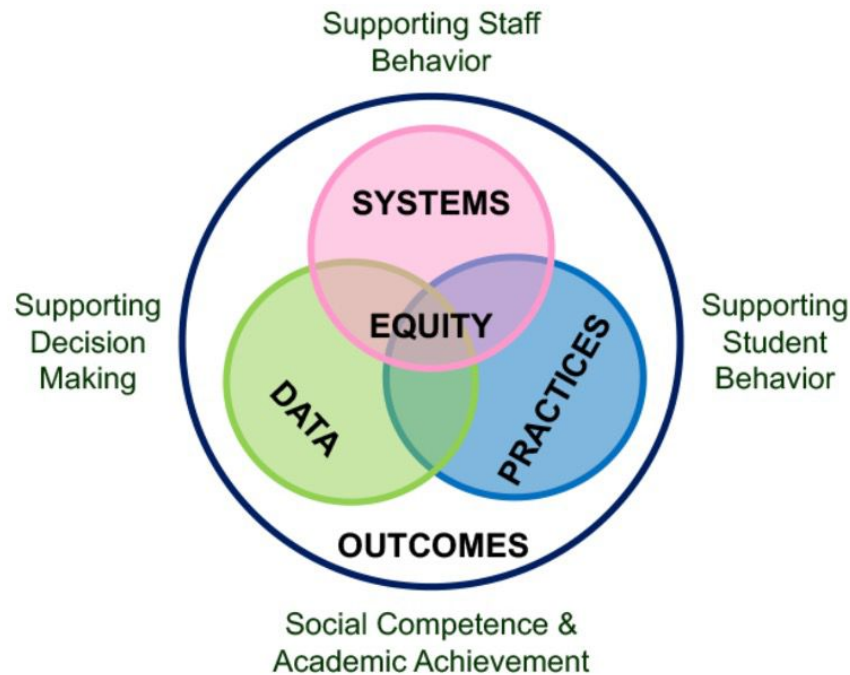 Supporting Staff
Behavior
SYSTEMS
Supporting
Decision
Making
EQUITY
Supporting
Student
Behavior
DATA
PRACTICES
OUTCOMES
Social Competence &
Academic Achievement